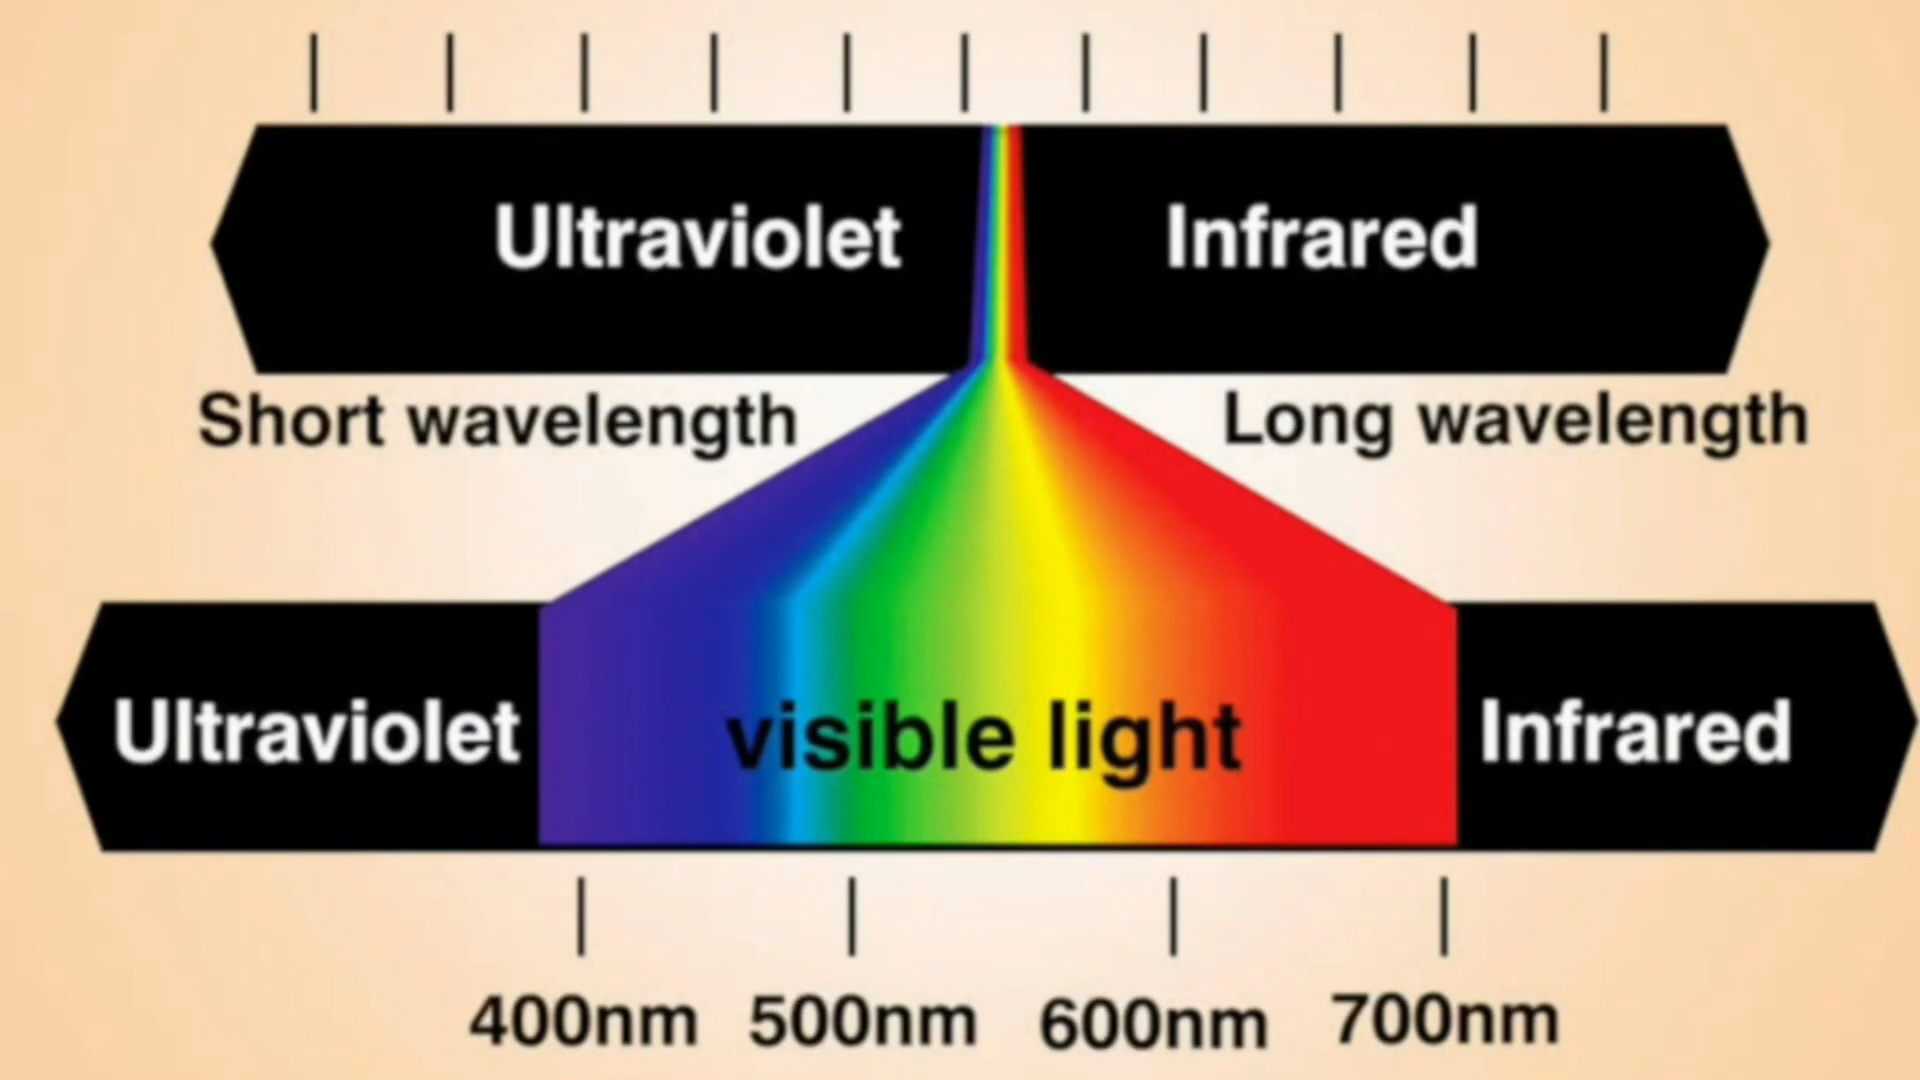 Ultraviolet Infrared
Short wavelength Long wavelength
Ultraviolet visible light Infrared
400nm 500nm 600nm 700nm